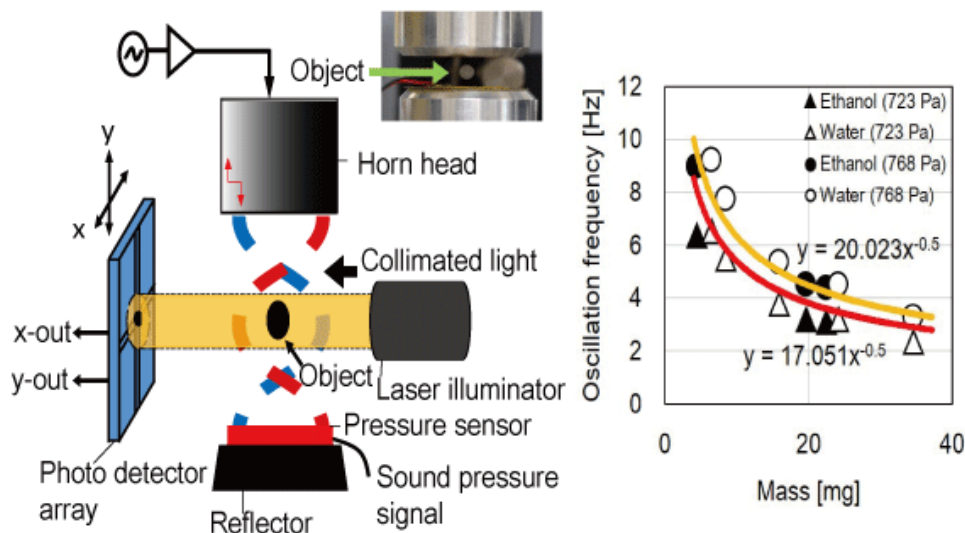 Object
y
x
Horn head
Collimated light
x-out
y-out
Object
Laser illuminator
Pressure sensor
Photo detector
array
Sound pressure
signal
Reflector
Oscillation frequency [Hz]
12
10
8
6
4
2
0
▲ Ethanol (723 Pa)
△ Water (723 Pa)
● Ethanol (768 Pa)
○ Water (768 Pa)
y = 20.023x-0.5
y = 17.051x-0.5
0
20
40
Mass [mg]